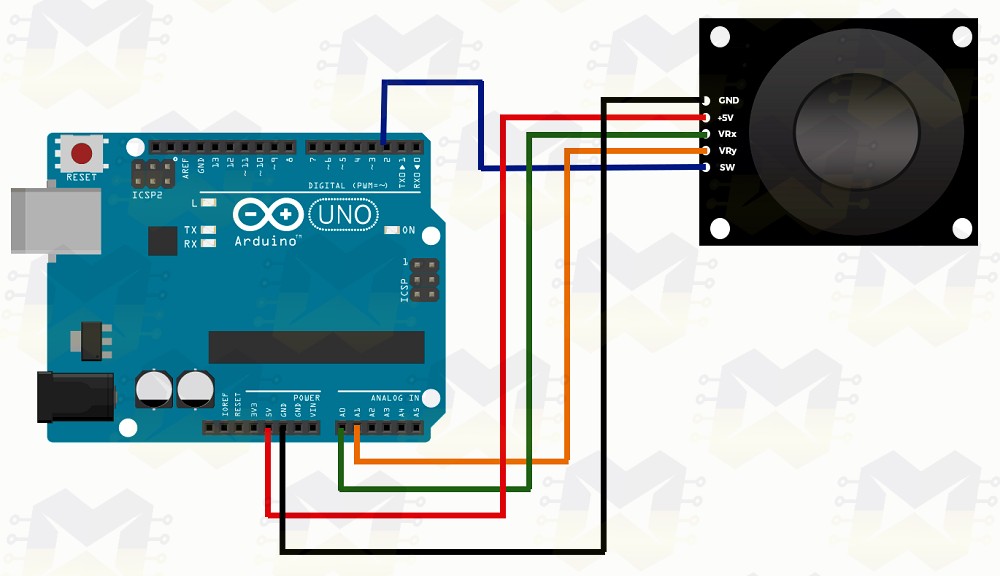 GND
+5V
VRx
VRy
SW
RESET
ICSP2
AREF
GND
13
12
~11
~10
~9
8
7
~6
~5
4
~3
2
TX0▶1
RX0◀0
DIGITAL (PWM=~)
L
TX
RX
UNO
Arduino™
ON
1
ICSP
POWER
ANALOG IN
IOREF
RESET
3V3
5V
GND
GND
VIN
A0
A1
A2
A3
A4
A5